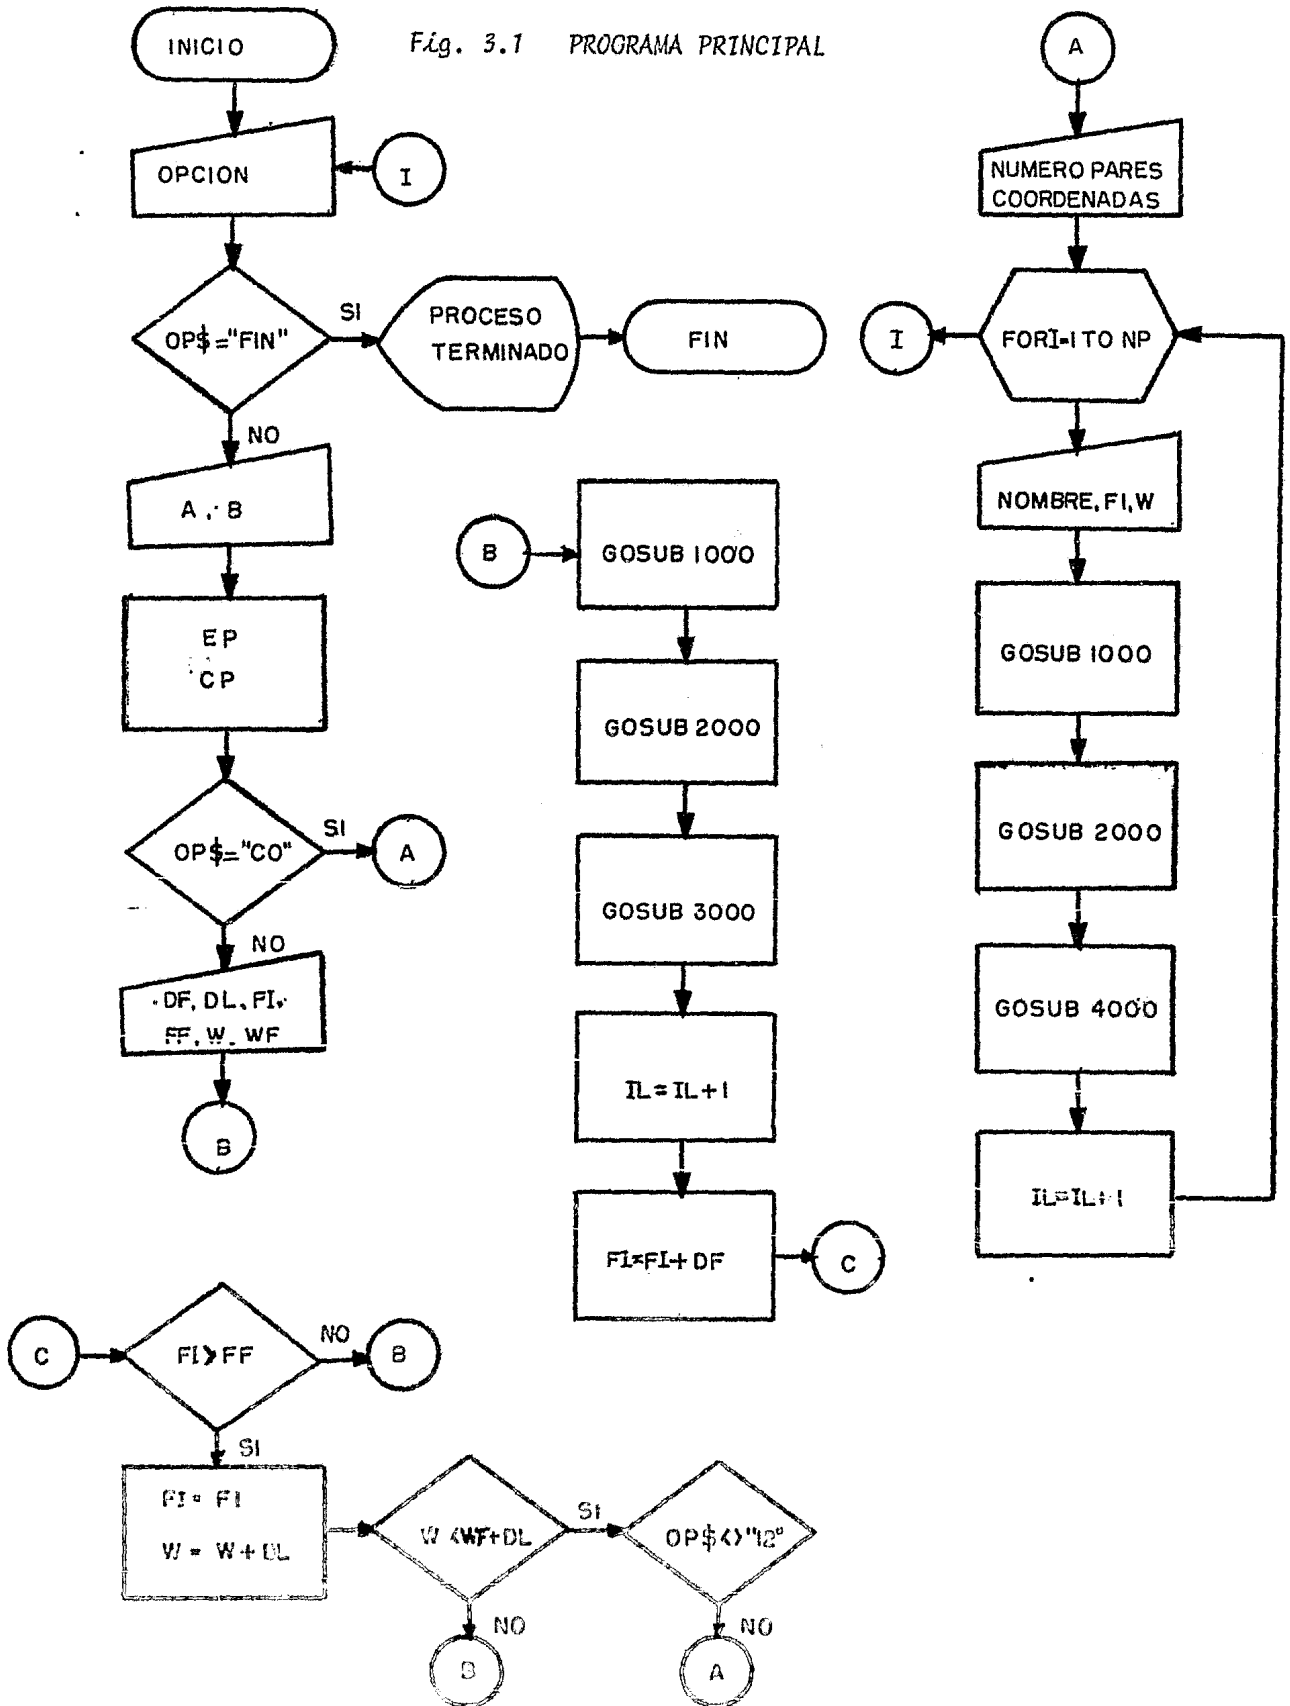 Fig. 3.1 PROGRAMA PRINCIPAL
INICIO
OPCION
I
OP$="FIN"
SI
PROCESO
TERMINADO
FIN
NO
A, B
EP
CP
OP$="CO"
SI
A
NO
DF, DL, FI,
FF, W, WF
B
B
GOSUB 1000
GOSUB 2000
GOSUB 3000
IL=IL+1
FI=FI+DF
C
A
NUMERO PARES
COORDENADAS
FOR I=1 TO NP
I
NOMBRE, FI, W
GOSUB 1000
GOSUB 2000
GOSUB 4000
IL=IL+1
C
FI>FF
NO
B
SI
FI= F1
W = W+DL
W <WF+DL
SI
OP$<>"12"
NO
B
NO
A